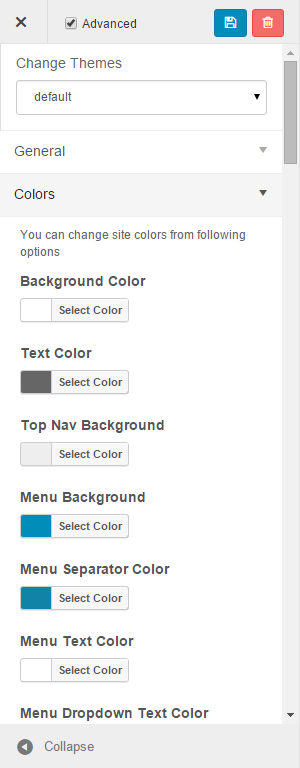 Advanced
Change Themes
default
General
Colors
You can change site colors from following
options
Background Color
Select Color
Text Color
Select Color
Top Nav Background
Select Color
Menu Background
Select Color
Menu Separator Color
Select Color
Menu Text Color
Select Color
Menu Dropdown Text Color
Collapse